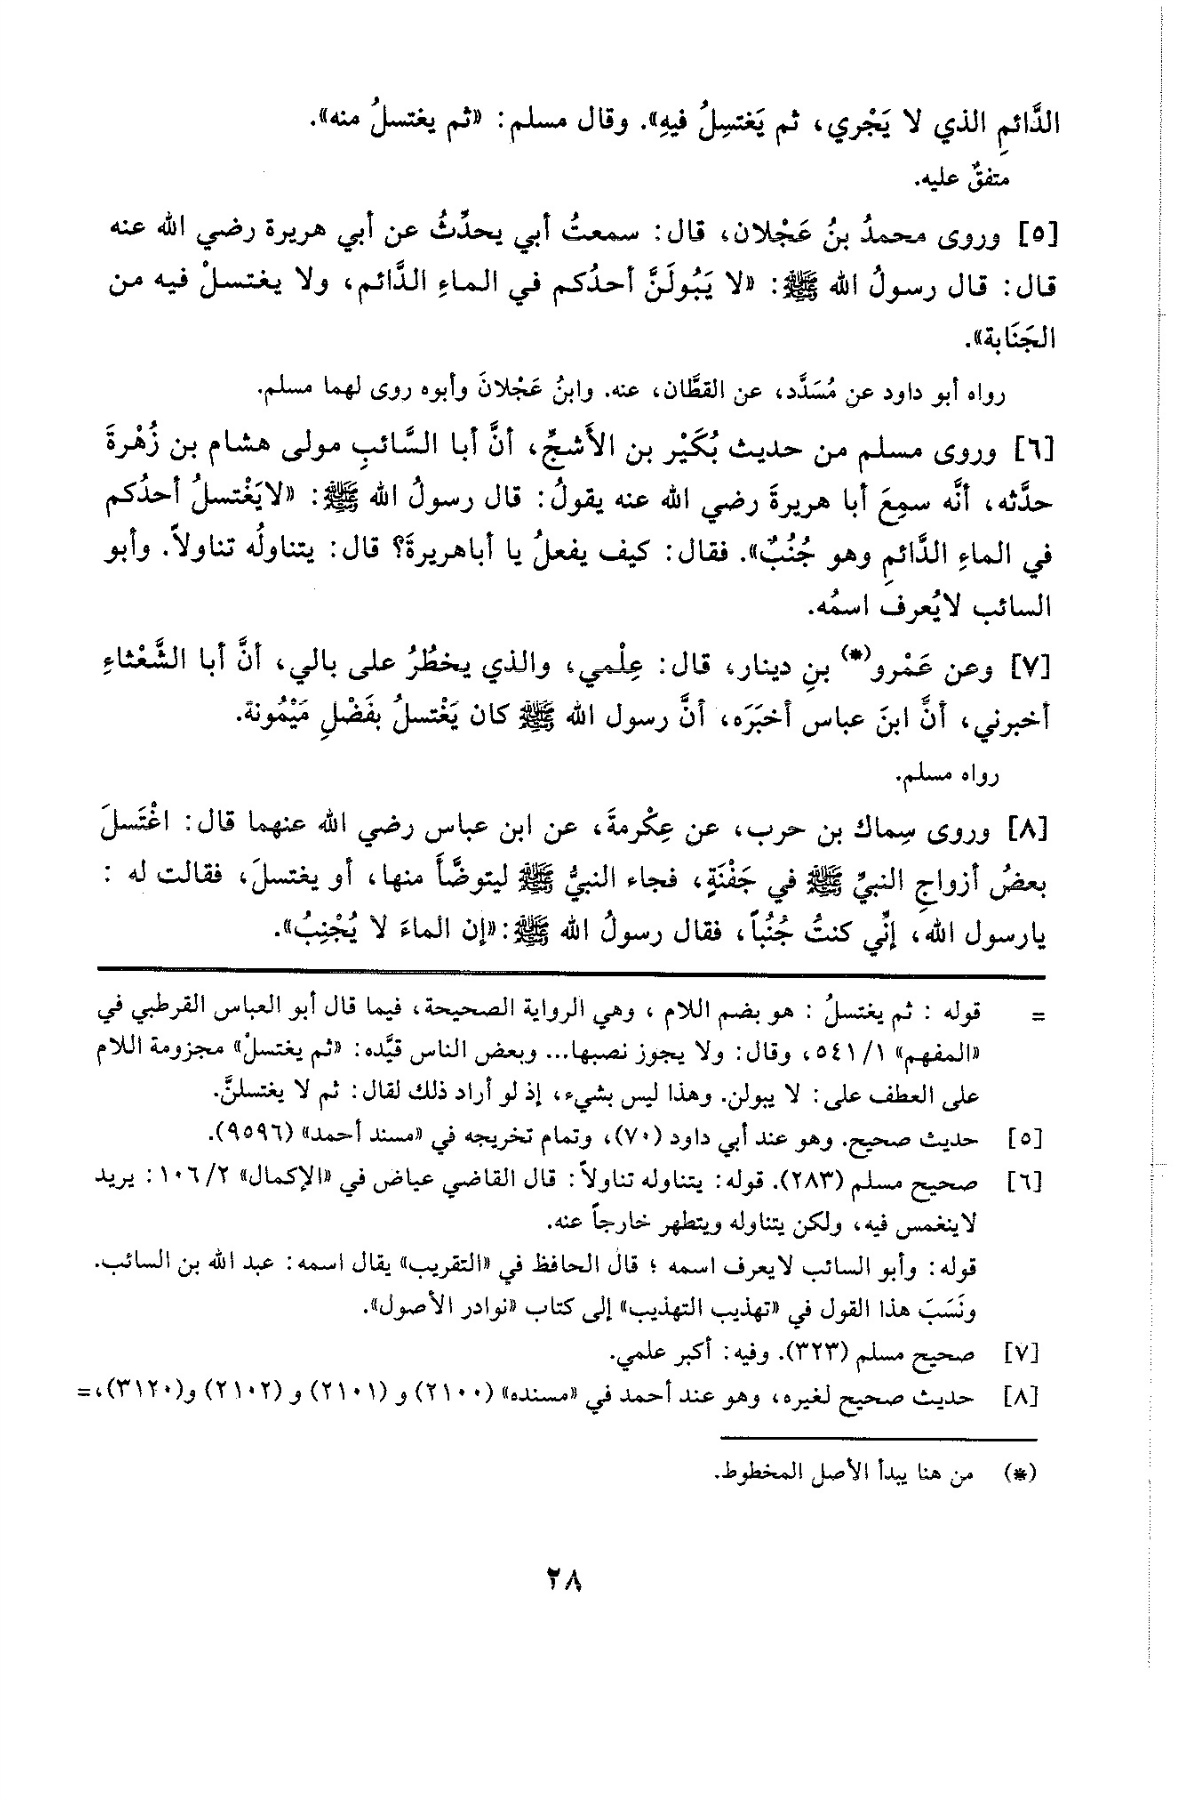 الدَّائمِ الذي لا يَجْري، ثم يَغتسِلُ فيهِ». وقال مسلم: «ثم يغتسلُ منه».
متفقٌ عليه.
[٥] وروى محمدُ بنُ عَجْلان، قال: سمعتُ أبي يحدِّثُ عن أبي هريرة رضي الله عنه
قال: قال رسولُ الله ﷺ: «لا يَبُولَنَّ أحدُكم في الماءِ الدَّائم، ولا يغتسلْ فيه من
الجَنَابة».
رواه أبو داود عن مُسَدَّد، عن القطَّان، عنه. وابنُ عَجْلانَ وأبوه روى لهما مسلم.
[٦] وروى مسلم من حديث بُكَيْر بن الأَشجِّ، أنَّ أبا السَّائبِ مولى هشام بن زُهْرةَ
حدَّثه، أنَّه سمِعَ أبا هريرةَ رضي الله عنه يقولُ: قال رسولُ الله ﷺ: «لايَغْتسلُ أحدُكم
في الماءِ الدَّائمِ وهو جُنُبٌ». فقال: كيف يفعلُ يا أباهريرةَ؟ قال: يتناولُه تناولاً. وأبو
السائب لايُعرف اسمُه.
[٧] وعن عَمْرو(*) بنِ دينار، قال: عِلْمي، والذي يخطُرُ على بالي، أنَّ أبا الشَّعْثاءِ
أخبرني، أنَّ ابنَ عباس أخبَرَه، أنَّ رسول الله ﷺ كان يَغْتسلُ بفَضْلِ مَيْمُونة.
رواه مسلم.
[٨] وروى سِماك بن حرب، عن عِكْرمةَ، عن ابن عباس رضي الله عنهما قال: اغْتَسلَ
بعضُ أزواجِ النبيِّ ﷺ في جَفْنَةٍ، فجاء النبيُّ ﷺ ليتوضَّأَ منها، أو يغتسلَ، فقالت له :
يارسول الله، إنِّي كنتُ جُنُباً، فقال رسولُ الله ﷺ:«إن الماءَ لا يُجْنِبُ».
= قوله : ثم يغتسلُ : هو بضم اللام ، وهي الرواية الصحيحة، فيما قال أبو العباس القرطبي في
«المفهم» ١/ ٥٤١، وقال: ولا يجوز نصبها... وبعض الناس قيَّده: «ثم يغتسلْ» مجزومة اللام
على العطف على: لا يبولن. وهذا ليس بشيء، إذ لو أراد ذلك لقال: ثم لا يغتسلنَّ.
[٥] حديث صحيح. وهو عند أبي داود (٧٠)، وتمام تخريجه في «مسند أحمد» (٩٥٩٦).
[٦] صحيح مسلم (٢٨٣). قوله: يتناوله تناولاً: قال القاضي عياض في «الإكمال» ٢/ ١٠٦: يريد
لاينغمس فيه، ولكن يتناوله ويتطهر خارجاً عنه.
قوله: وأبو السائب لايعرف اسمه ؛ قال الحافظ في «التقريب» يقال اسمه: عبد الله بن السائب.
ونَسَبَ هذا القول في «تهذيب التهذيب» إلى كتاب «نوادر الأصول».
[٧] صحيح مسلم (٣٢٣). وفيه: أكبر علمي.
[٨] حديث صحيح لغيره، وهو عند أحمد في «مسنده» (٢١٠٠) و (٢١٠١) و (٢١٠٢) و(٣١٢٠)،=
(*) من هنا يبدأ الأصل المخطوط.
٢٨